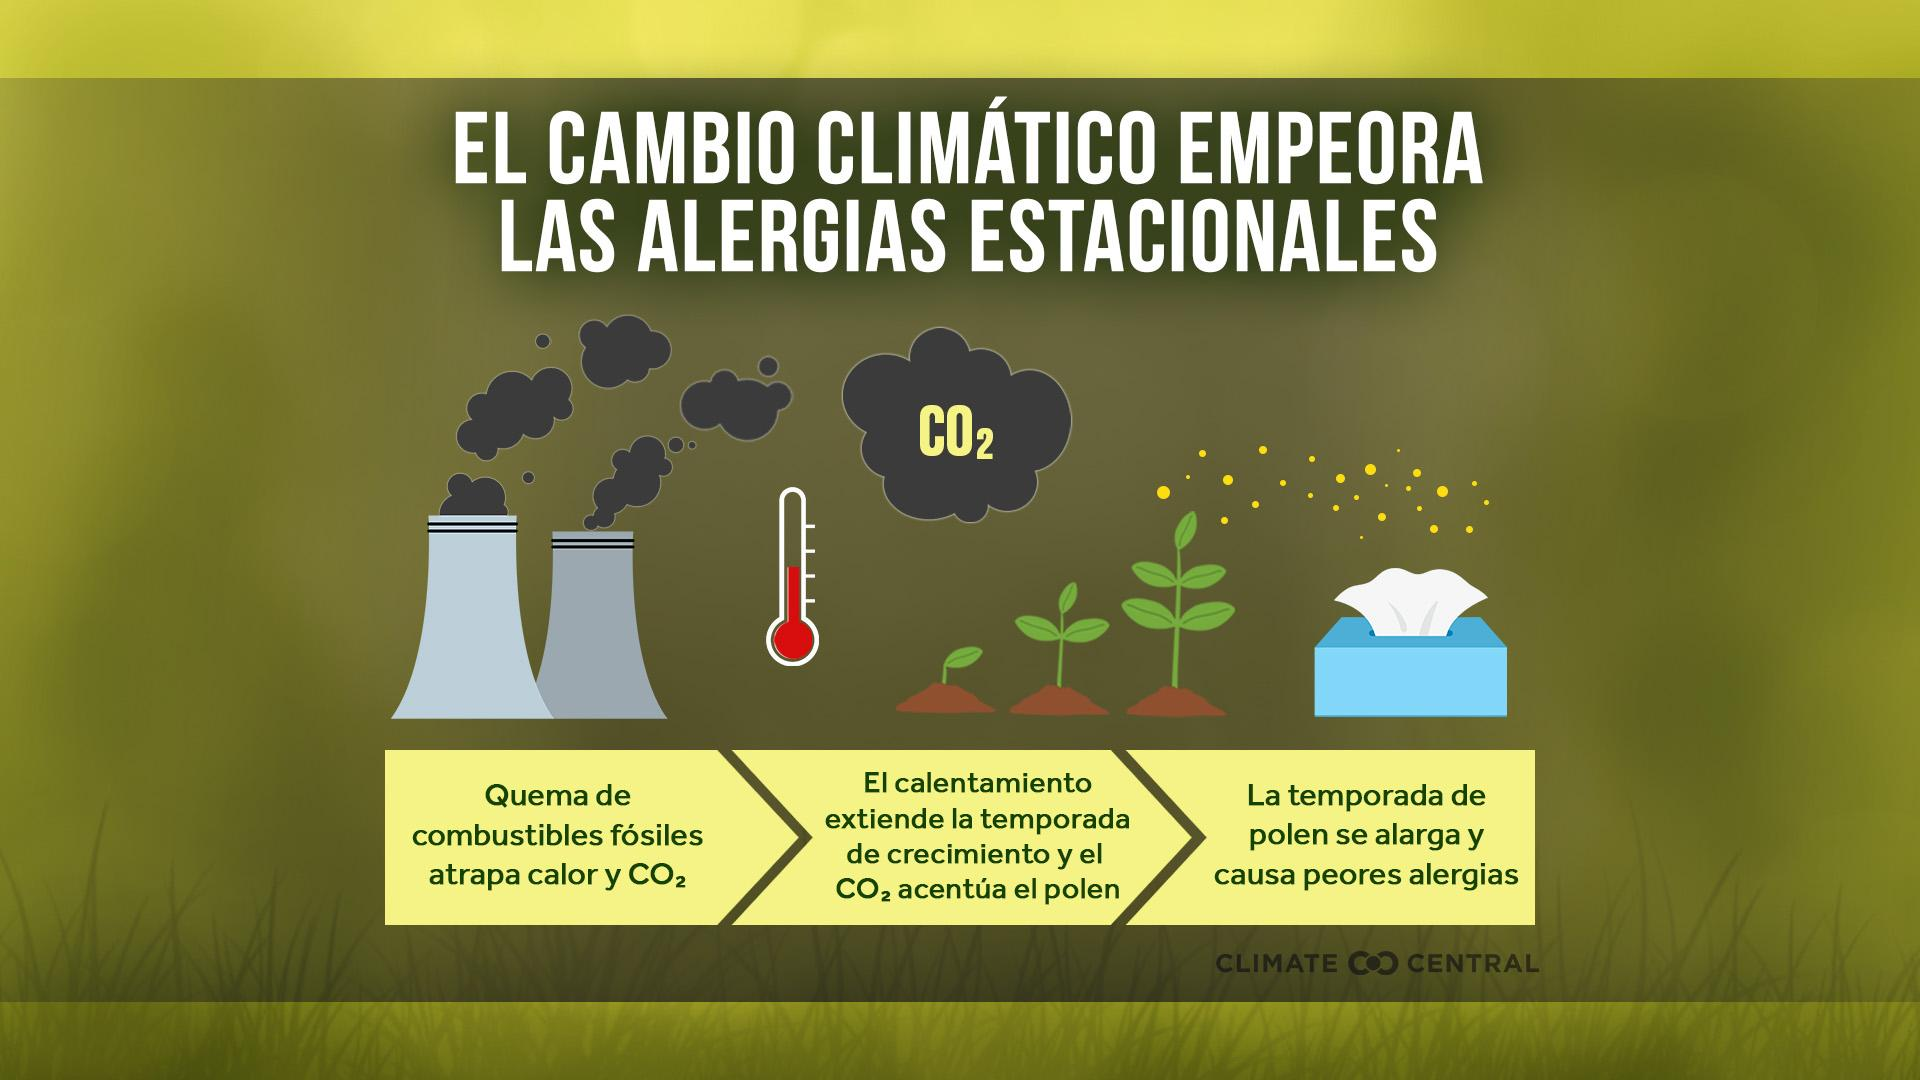 EL CAMBIO CLIMÁTICO EMPEORA
LAS ALERGIAS ESTACIONALES
CO₂
Quema de
combustibles fósiles
atrapa calor y CO₂
El calentamiento
extiende la temporada
de crecimiento y el
CO₂ acentúa el polen
La temporada de
polen se alarga y
causa peores alergias
CLIMATE CENTRAL